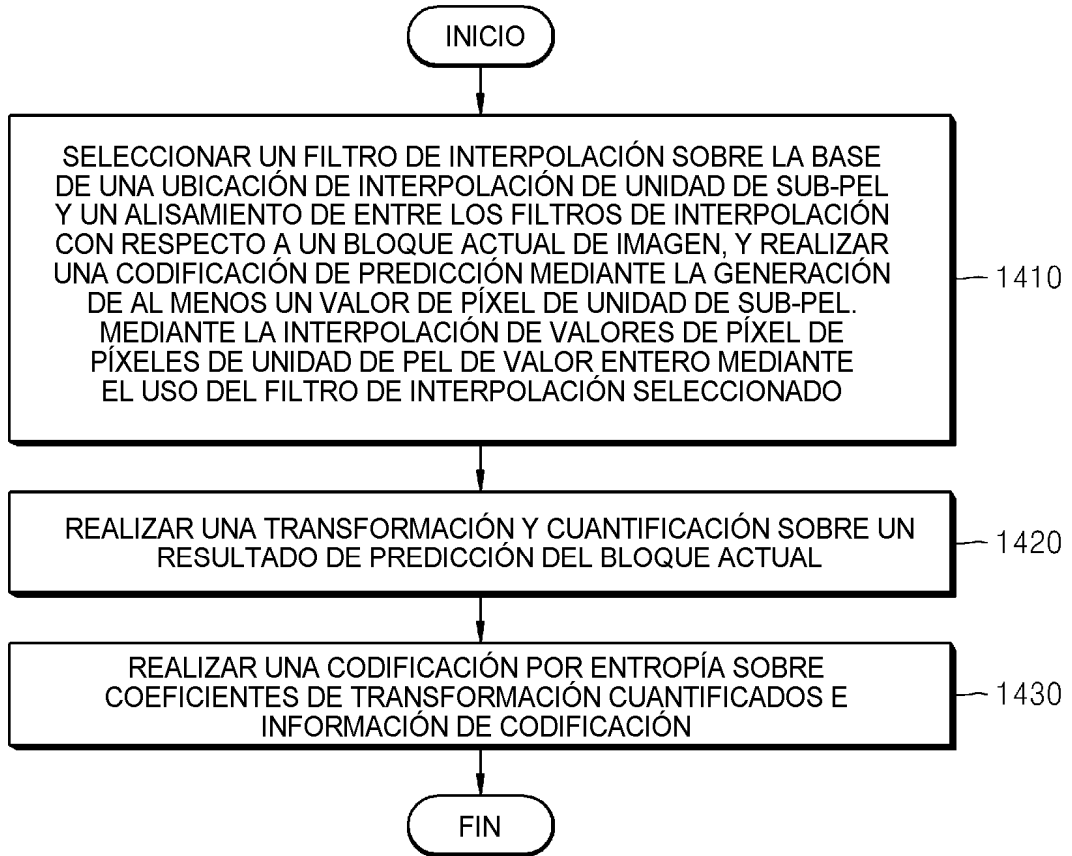 INICIO
SELECCIONAR UN FILTRO DE INTERPOLACIÓN SOBRE LA BASE
DE UNA UBICACIÓN DE INTERPOLACIÓN DE UNIDAD DE SUB-PEL
Y UN ALISAMIENTO DE ENTRE LOS FILTROS DE INTERPOLACIÓN
CON RESPECTO A UN BLOQUE ACTUAL DE IMAGEN, Y REALIZAR
UNA CODIFICACIÓN DE PREDICCIÓN MEDIANTE LA GENERACIÓN
DE AL MENOS UN VALOR DE PÍXEL DE UNIDAD DE SUB-PEL.
MEDIANTE LA INTERPOLACIÓN DE VALORES DE PÍXEL DE
PÍXELES DE UNIDAD DE PEL DE VALOR ENTERO MEDIANTE
EL USO DEL FILTRO DE INTERPOLACIÓN SELECCIONADO
1410
REALIZAR UNA TRANSFORMACIÓN Y CUANTIFICACIÓN SOBRE UN
RESULTADO DE PREDICCIÓN DEL BLOQUE ACTUAL
1420
REALIZAR UNA CODIFICACIÓN POR ENTROPÍA SOBRE
COEFICIENTES DE TRANSFORMACIÓN CUANTIFICADOS E
INFORMACIÓN DE CODIFICACIÓN
1430
FIN